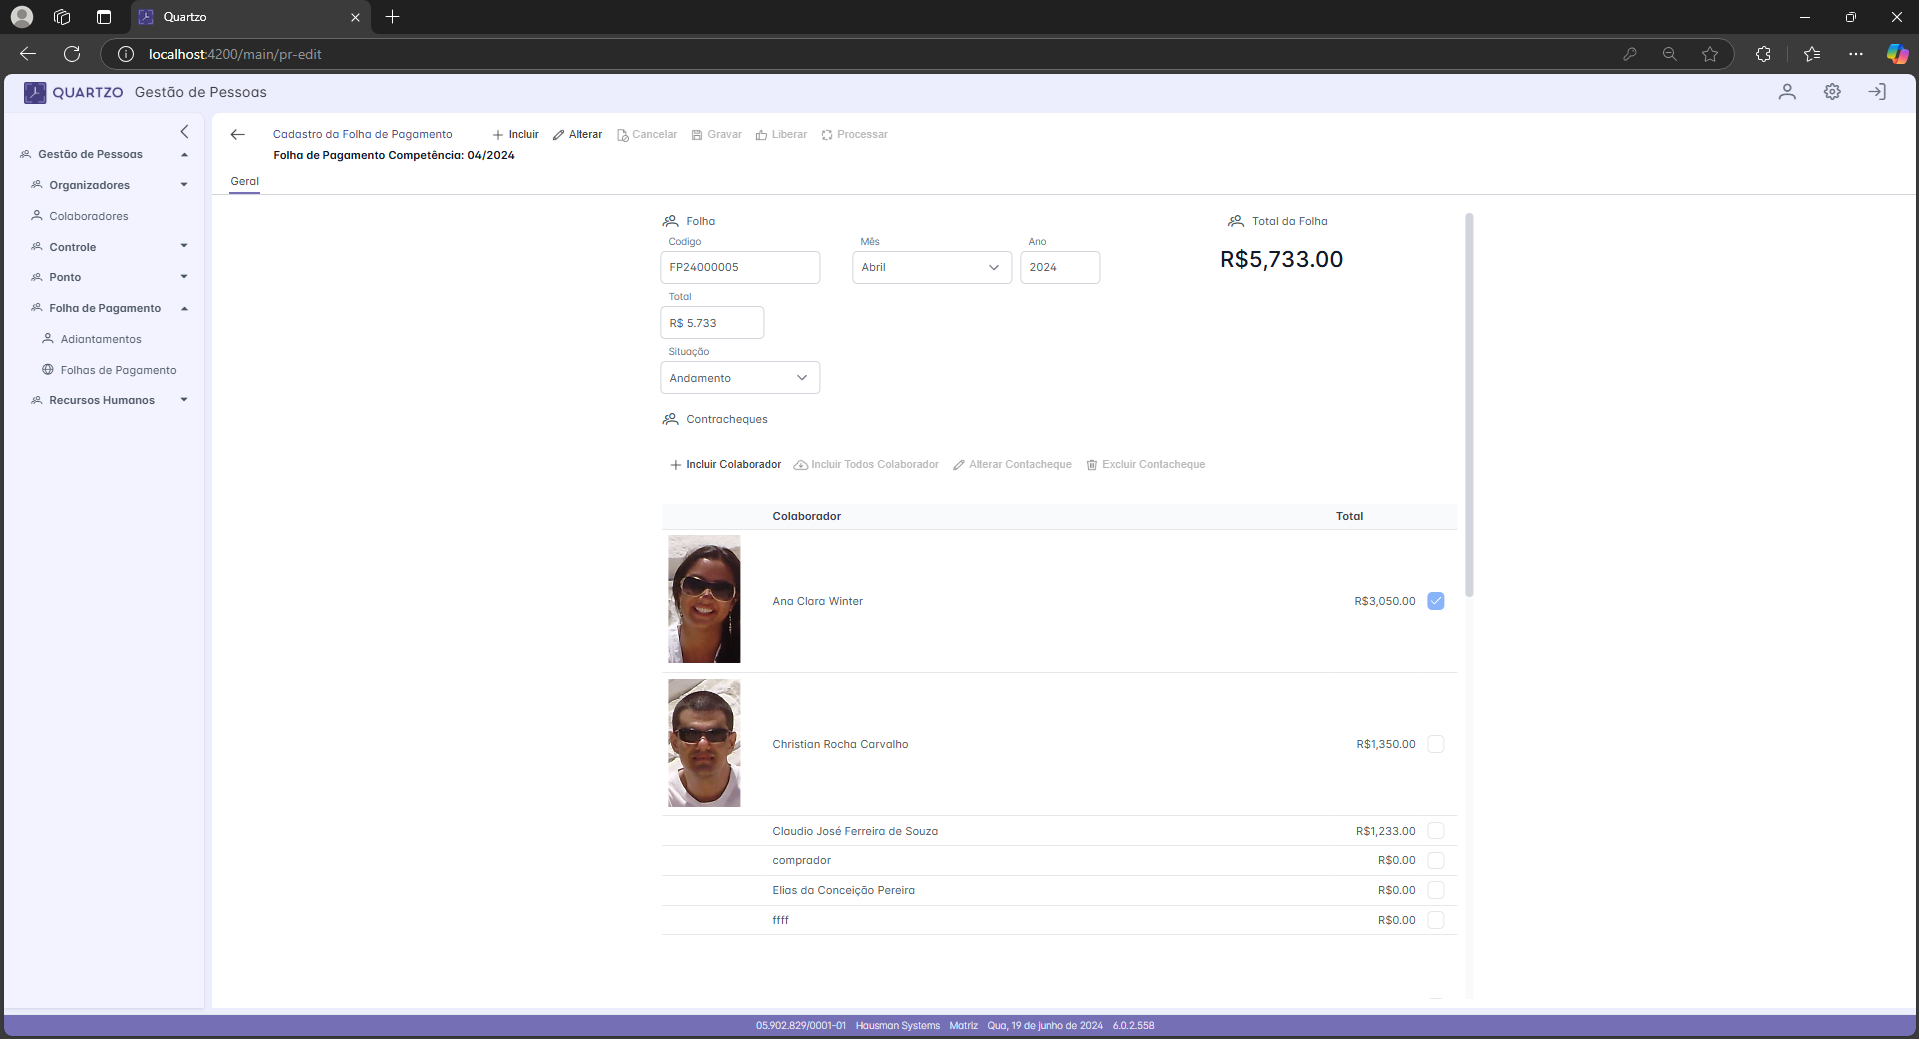 Quartzo
localhost:4200/main/pr-edit
QUARTZO Gestão de Pessoas
Gestão de Pessoas
Organizadores
Colaboradores
Controle
Ponto
Folha de Pagamento
Adiantamentos
Folhas de Pagamento
Recursos Humanos
Cadastro da Folha de Pagamento Incluir Alterar Cancelar Gravar Liberar Processar
Folha de Pagamento Competência: 04/2024
Geral
Folha
Total da Folha
Codigo Mês Ano
FP24000005 Abril 2024
R$5,733.00
Total
R$ 5.733
Situação
Andamento
Contracheques
Incluir Colaborador Incluir Todos Colaborador Alterar Contacheque Excluir Contacheque
Colaborador Total
Ana Clara Winter R$3,050.00
Christian Rocha Carvalho R$1,350.00
Claudio José Ferreira de Souza R$1,233.00
comprador R$0.00
Elias da Conceição Pereira R$0.00
ffff R$0.00
05.902.829/0001-01 Hausman Systems Matriz Qua, 19 de junho de 2024 6.0.2.558